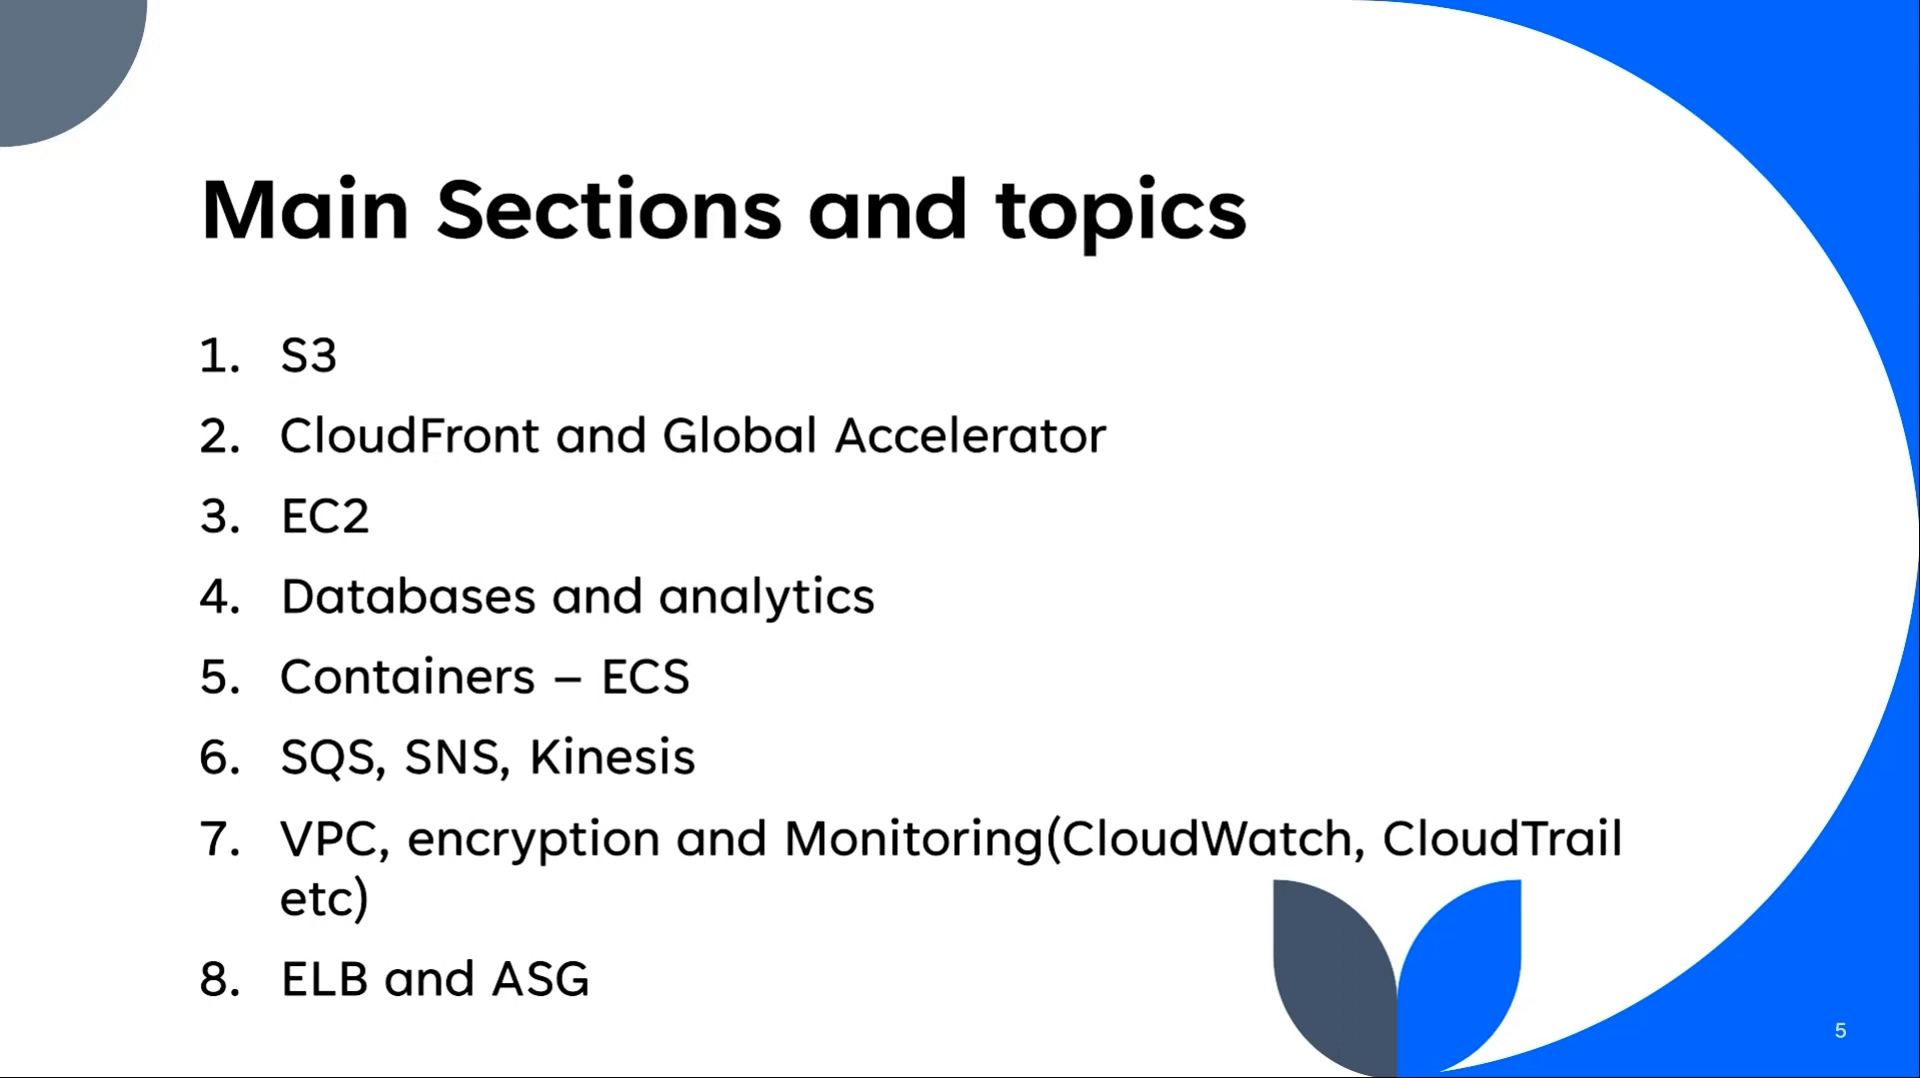 Main Sections and topics
1. S3
2. CloudFront and Global Accelerator
3. EC2
4. Databases and analytics
5. Containers – ECS
6. SQS, SNS, Kinesis
7. VPC, encryption and Monitoring(CloudWatch, CloudTrail
etc)
8. ELB and ASG
5